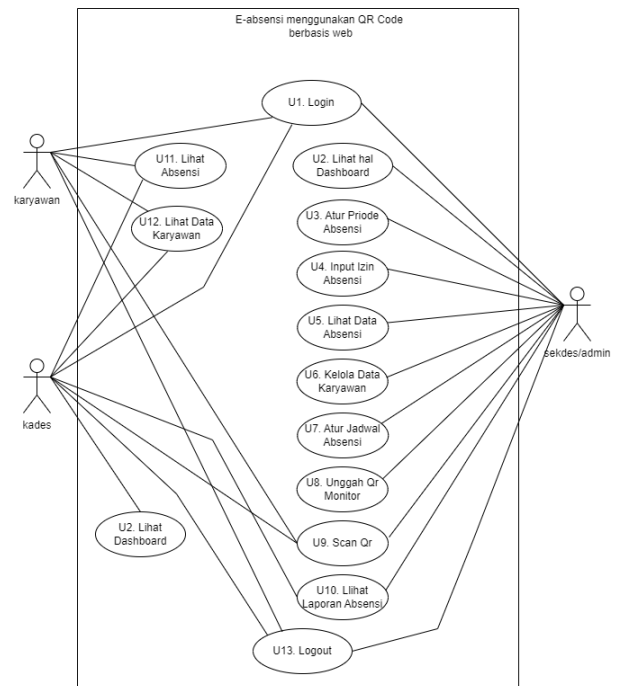 E-absensi menggunakan QR Code
berbasis web
U1. Login
karyawan
U11. Lihat
Absensi
U12. Lihat Data
Karyawan
U2. Lihat hal
Dashboard
U3. Atur Priode
Absensi
U4. Input Izin
Absensi
U5. Lihat Data
Absensi
sekdes/admin
U6. Kelola Data
Karyawan
kades
U7. Atur Jadwal
Absensi
U8. Unggah Qr
Monitor
U2. Lihat
Dashboard
U9. Scan Qr
U10. Llihat
Laporan Absensi
U13. Logout